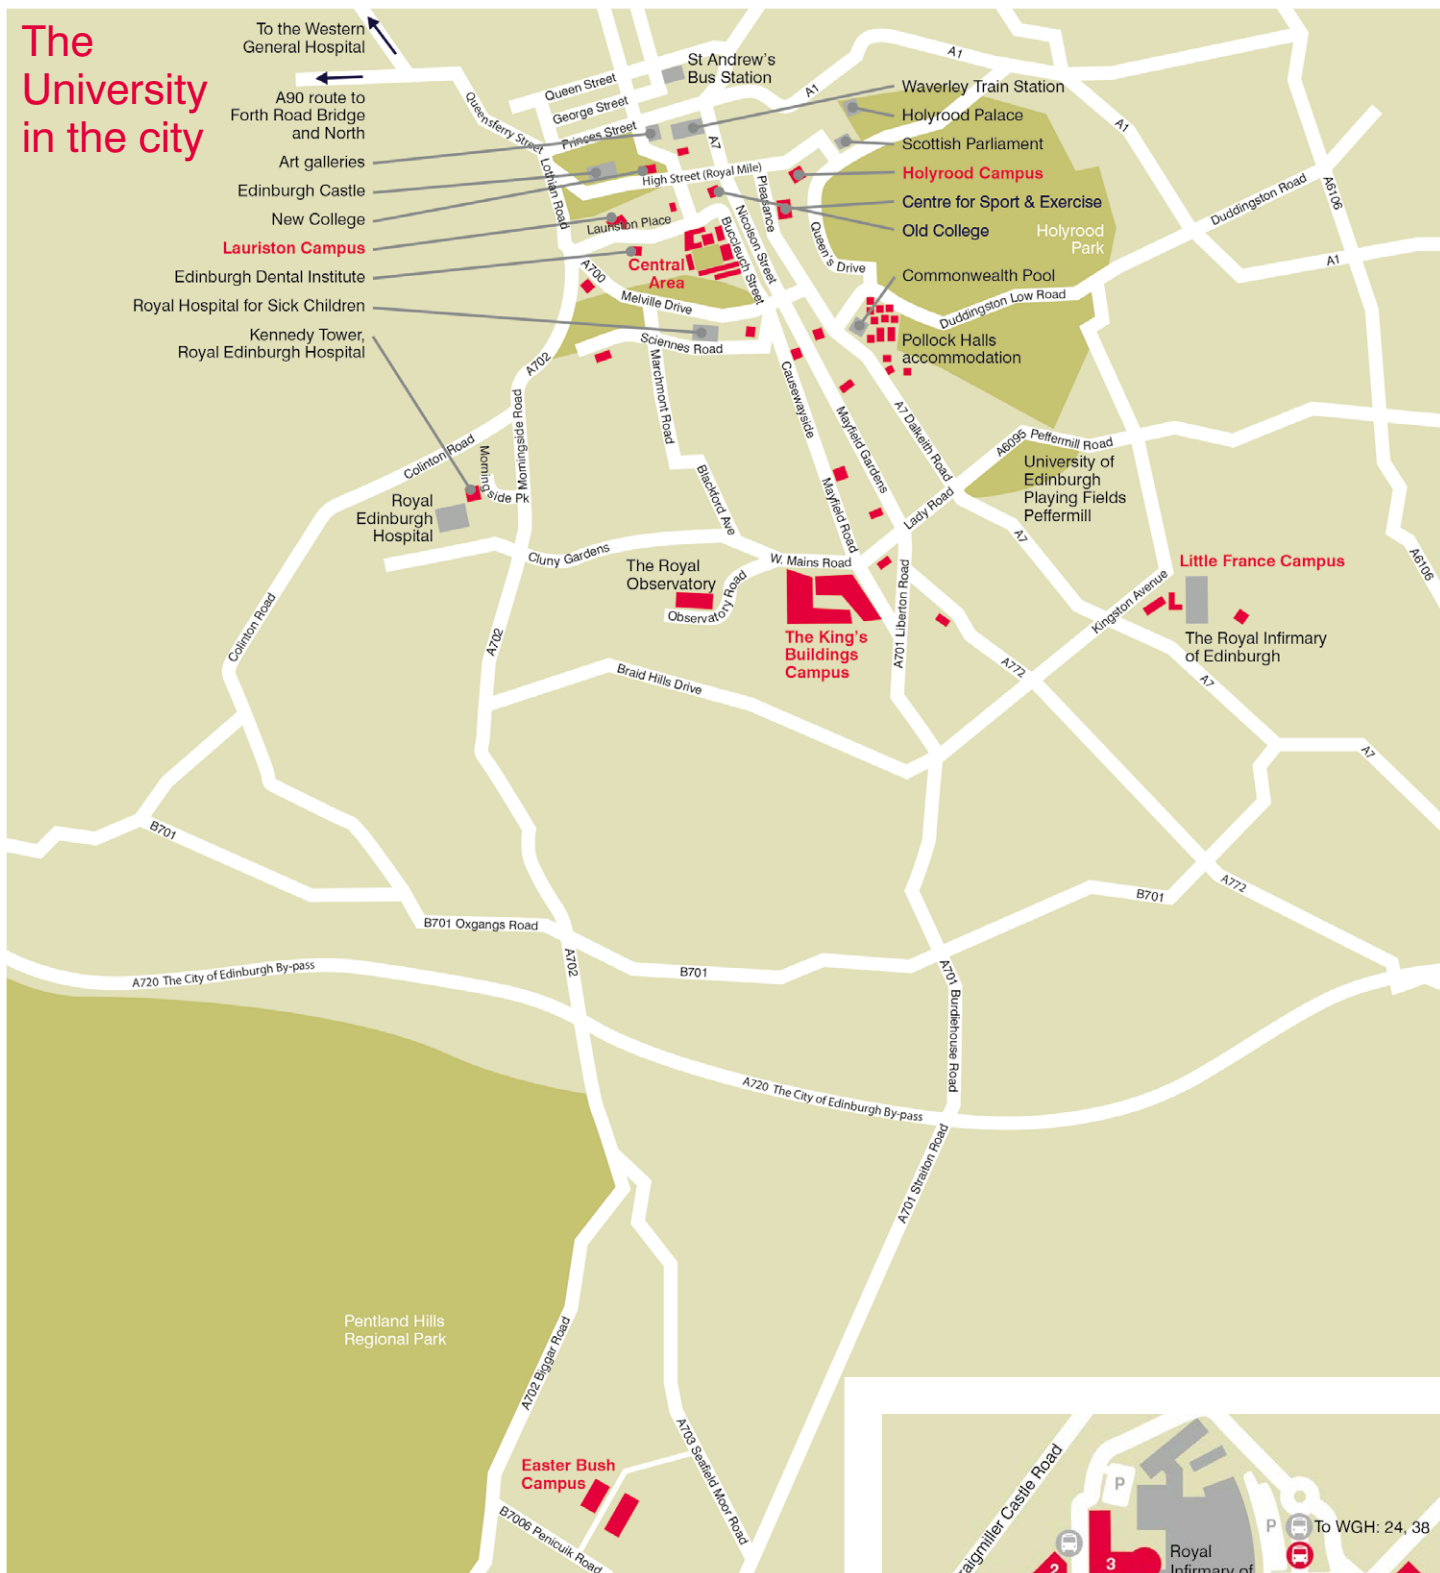 The
University
in the city
To the Western
General Hospital
A90 route to
Forth Road Bridge
and North
Art galleries
Edinburgh Castle
New College
Lauriston Campus
Edinburgh Dental Institute
Royal Hospital for Sick Children
Kennedy Tower,
Royal Edinburgh Hospital
St Andrew's
Bus Station
Waverley Train Station
Holyrood Palace
Scottish Parliament
Holyrood Campus
Centre for Sport & Exercise
Old College
Holyrood
Park
Commonwealth Pool
Pollock Halls
accommodation
Queen Street
George Street
Princes Street
Queensferry Street
Lothian Road
High Street (Royal Mile)
Lauriston Place
Central
Area
A1
A1
A1
A1
A7
Pleasance
Nicolson Street
Buccleuch Street
Queen's Drive
A700
Melville Drive
Sciennes Road
Duddingston Road
Duddingston Low Road
A6106
A702
Morningside Road
Marchmont Road
Causewayside
Mayfield Gardens
A7 Dalkeith Road
A6095
Peffermill Road
University of
Edinburgh
Playing Fields
Peffermill
Colinton Road
Morning
side Pk
Royal
Edinburgh
Hospital
Blackford Ave
Mayfield Road
Lady Road
A7
Cluny Gardens
W. Mains Road
The Royal
Observatory
Observatory Road
The King's
Buildings
Campus
A701 Liberton Road
A772
Kingston Avenue
Little France Campus
The Royal Infirmary
of Edinburgh
A6106
Colinton Road
A702
Braid Hills Drive
A7
A7
B701
B701 Oxgangs Road
A702
B701
B701
A772
A720 The City of Edinburgh By-pass
A701 Burdiehouse Road
A720 The City of Edinburgh By-pass
A701 Straiton Road
Pentland Hills
Regional Park
A702 Biggar Road
A703 Seafield Moor Road
Easter Bush
Campus
B7006 Penicuik Road
aigmiller Castle Road
P
P
To WGH: 24, 38
2
3
Royal
Infirmary of